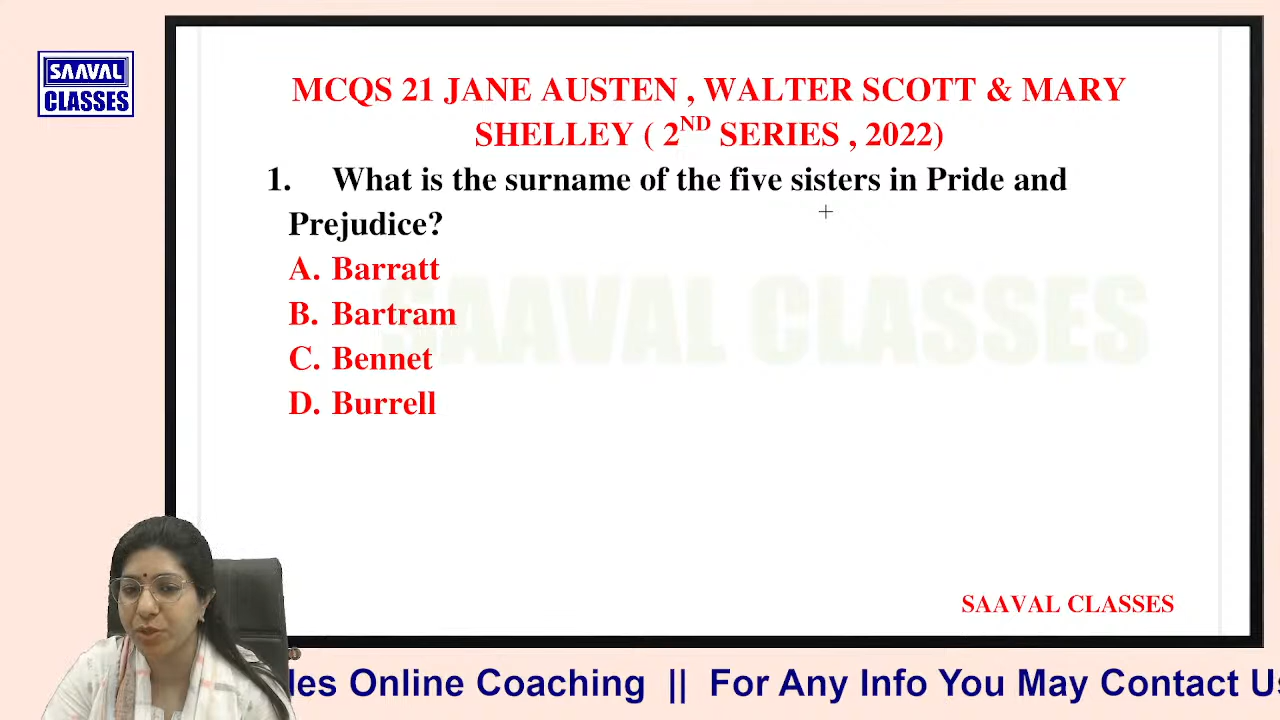 SAAVAL
CLASSES
MCQS 21 JANE AUSTEN , WALTER SCOTT & MARY
SHELLEY ( 2ND SERIES , 2022)
1. What is the surname of the five sisters in Pride and
Prejudice?
A. Barratt
B. Bartram
C. Bennet
D. Burrell
SAAVAL CLASSES
SAAVAL CLASSES
les Online Coaching || For Any Info You May Contact Us